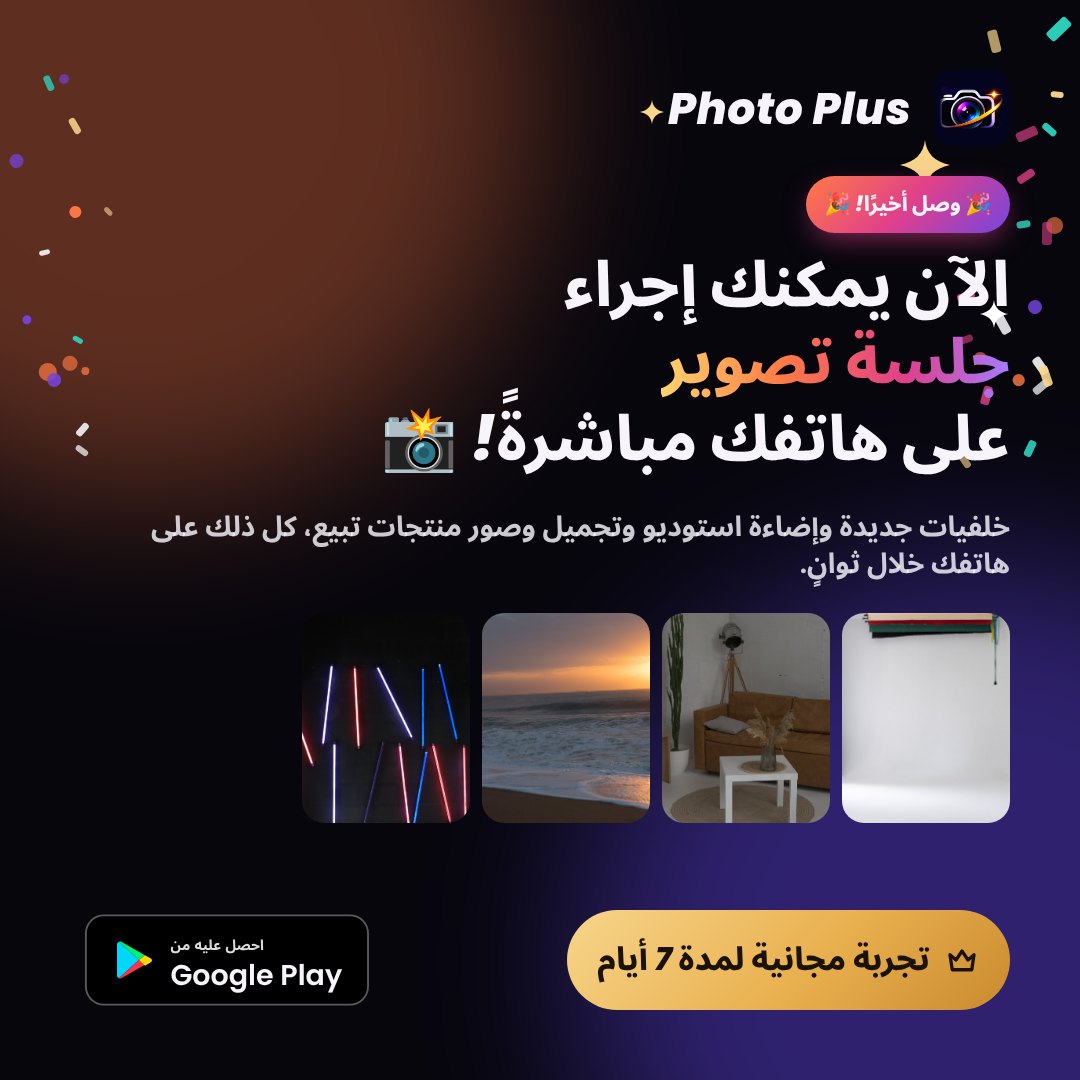 Photo Plus
🎉 وصل أخيرًا! 🎉
الآن يمكنك إجراء
جلسة تصوير
على هاتفك مباشرةً! 📸
خلفيات جديدة وإضاءة استوديو وتجميل وصور منتجات تبيع، كل ذلك على
هاتفك خلال ثوانٍ.
تجربة مجانية لمدة 7 أيام
احصل عليه من
Google Play